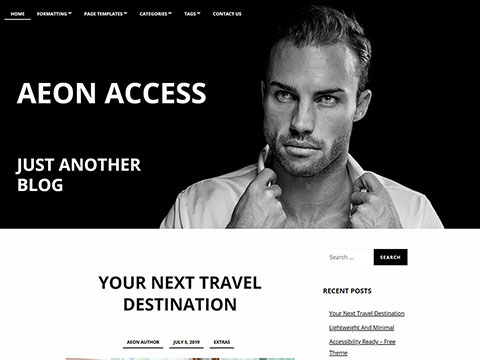 HOME FORMATTING PAGE TEMPLATES CATEGORIES TAGS CONTACT US
AEON ACCESS
JUST ANOTHER
BLOG
YOUR NEXT TRAVEL
DESTINATION
AEON AUTHOR JULY 5, 2019 EXTRAS
Search ... SEARCH
RECENT POSTS
Your Next Travel Destination
Lightweight And Minimal
Accessibility Ready – Free
Theme